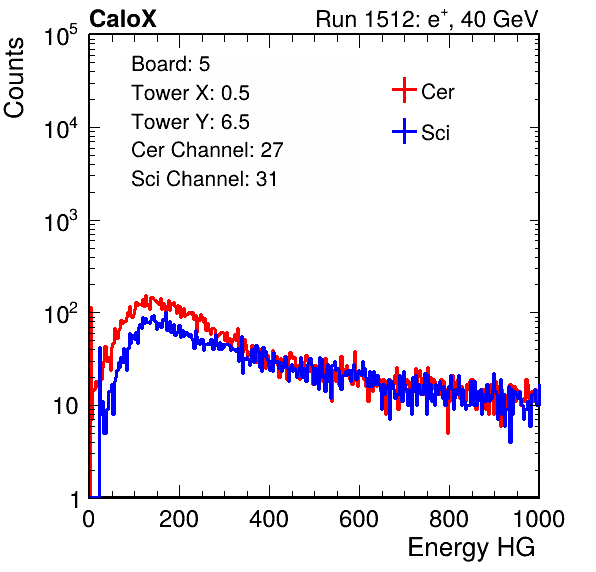 CaloX Run 1512: e⁺, 40 GeV
Board: 5
Tower X: 0.5
Tower Y: 6.5
Cer Channel: 27
Sci Channel: 31
Cer
Sci
Counts
10⁵
10⁴
10³
10²
10
1
0 200 400 600 800 1000
Energy HG